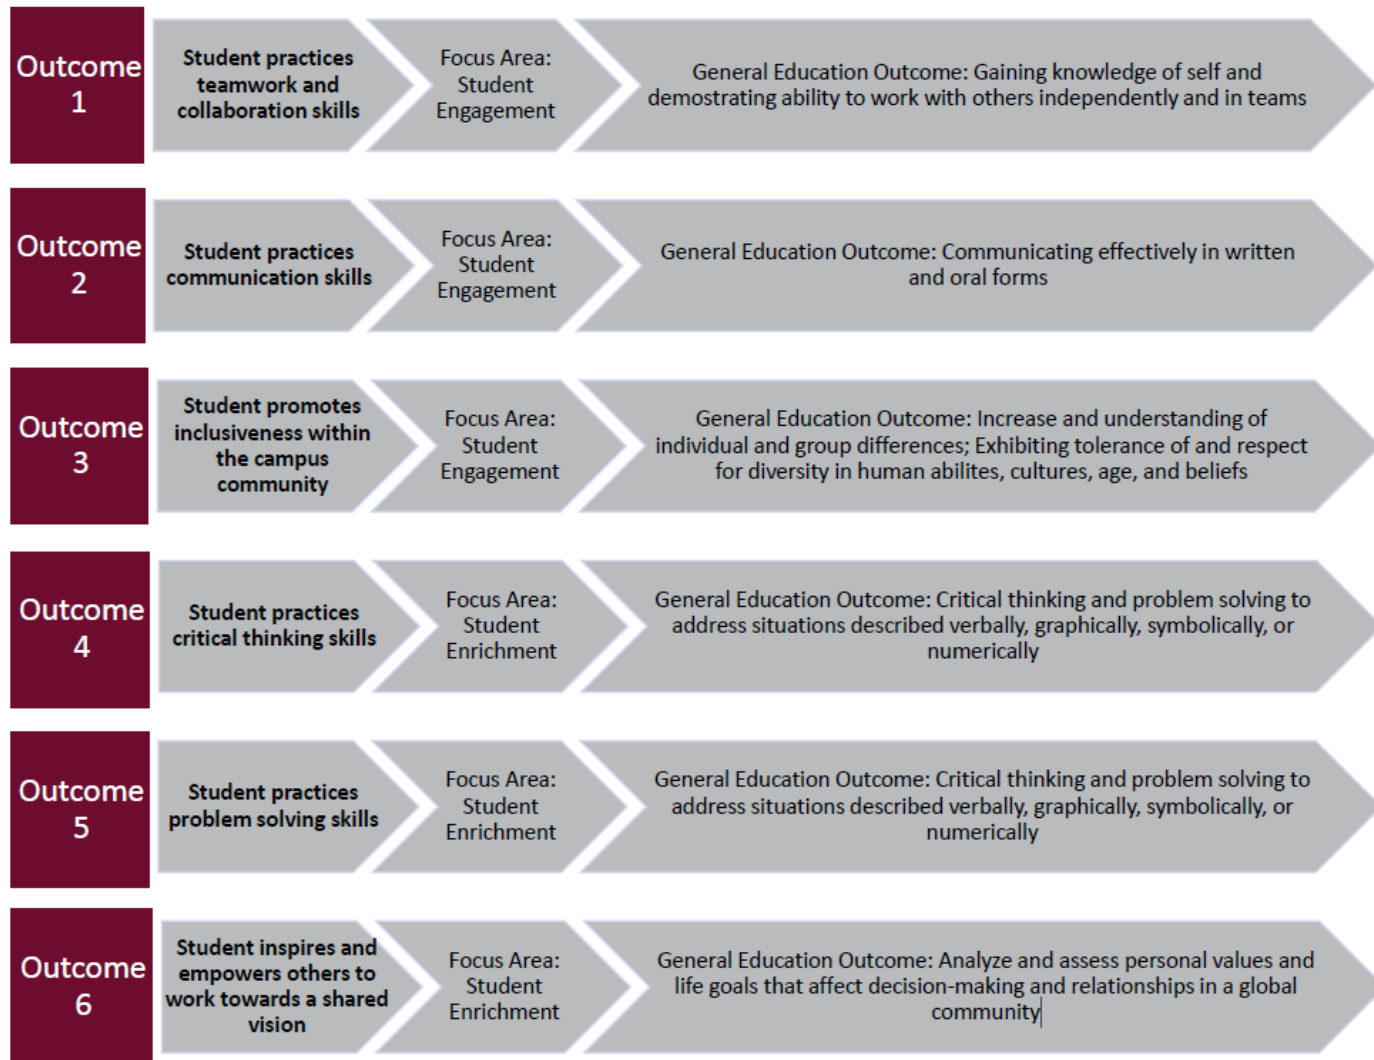 Outcome
1
Student practices
teamwork and
collaboration skills
Focus Area:
Student
Engagement
General Education Outcome: Gaining knowledge of self and
demostrating ability to work with others independently and in teams
Outcome
2
Student practices
communication skills
Focus Area:
Student
Engagement
General Education Outcome: Communicating effectively in written
and oral forms
Outcome
3
Student promotes
inclusiveness within
the campus
community
Focus Area:
Student
Engagement
General Education Outcome: Increase and understanding of
individual and group differences; Exhibiting tolerance of and respect
for diversity in human abilites, cultures, age, and beliefs
Outcome
4
Student practices
critical thinking skills
Focus Area:
Student
Enrichment
General Education Outcome: Critical thinking and problem solving to
address situations described verbally, graphically, symbolically, or
numerically
Outcome
5
Student practices
problem solving skills
Focus Area:
Student
Enrichment
General Education Outcome: Critical thinking and problem solving to
address situations described verbally, graphically, symbolically, or
numerically
Outcome
6
Student inspires and
empowers others to
work towards a shared
vision
Focus Area:
Student
Enrichment
General Education Outcome: Analyze and assess personal values and
life goals that affect decision-making and relationships in a global
community